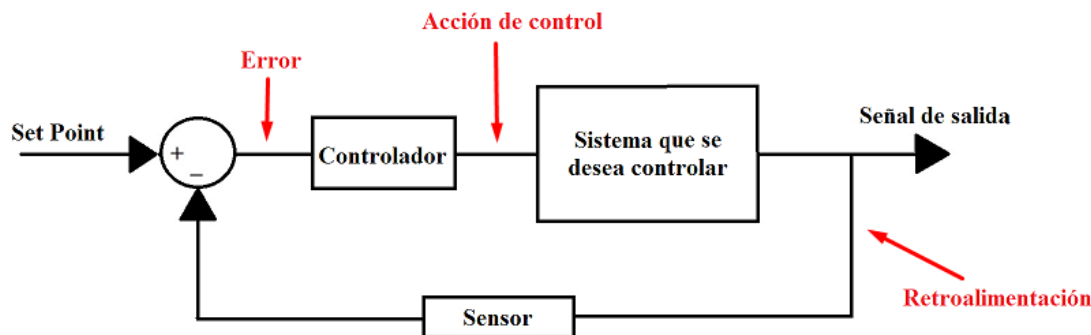 Acción de control
Error
Set Point
+
−
Controlador
Sistema que se
desea controlar
Señal de salida
Retroalimentación
Sensor